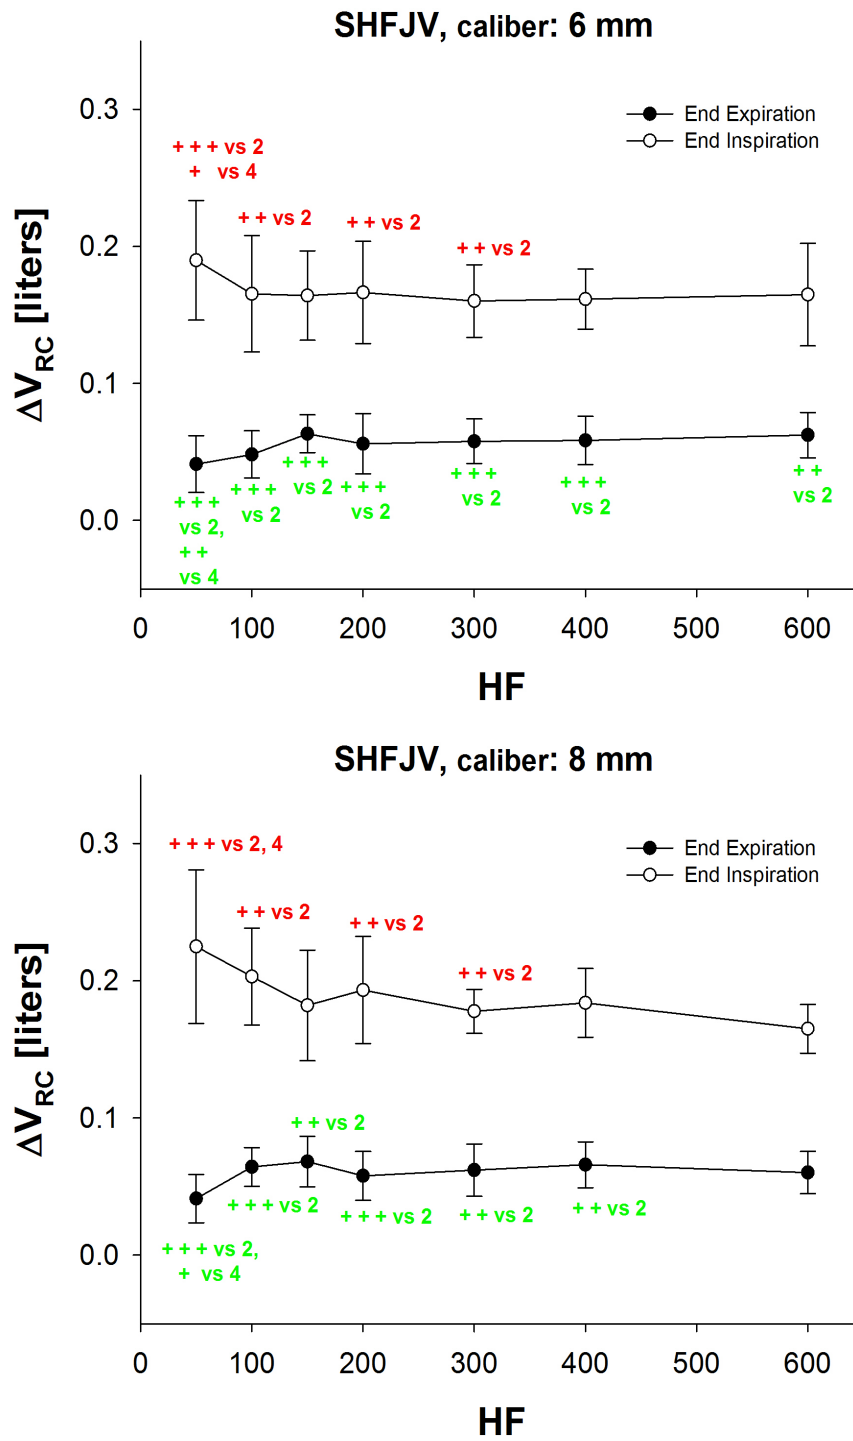 SHFJV, caliber: 6 mm
End Expiration
End Inspiration
ΔV_RC [liters]
0.3
0.2
0.1
0.0
+ + + vs 2
+ vs 4
+ + vs 2
+ + vs 2
+ + vs 2
+ + +
vs 2,
+ +
vs 4
+ + +
vs 2
+ + +
vs 2
+ + +
vs 2
+ + +
vs 2
+ + +
vs 2
+ +
vs 2
0 100 200 300 400 500 600
HF
SHFJV, caliber: 8 mm
End Expiration
End Inspiration
ΔV_RC [liters]
0.3
0.2
0.1
0.0
+ + + vs 2, 4
+ + vs 2
+ + vs 2
+ + vs 2
+ + vs 2
+ + + vs 2
+ + + vs 2
+ + vs 2
+ + vs 2
+ + + vs 2,
+ vs 4
0 100 200 300 400 500 600
HF